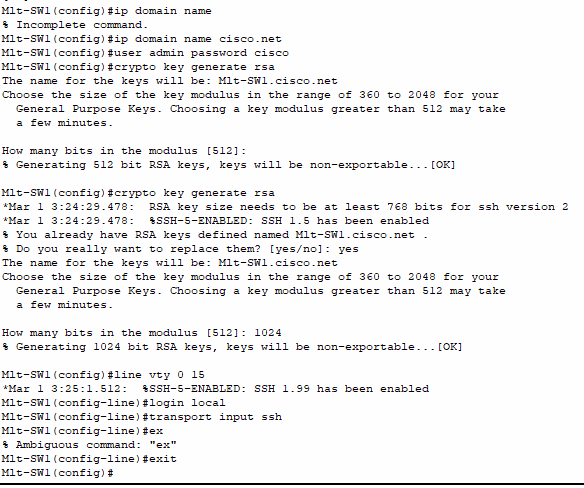 Mlt-SW1(config)#ip domain name
% Incomplete command.
Mlt-SW1(config)#ip domain name cisco.net
Mlt-SW1(config)#user admin password cisco
Mlt-SW1(config)#crypto key generate rsa
The name for the keys will be: Mlt-SW1.cisco.net
Choose the size of the key modulus in the range of 360 to 2048 for your
  General Purpose Keys. Choosing a key modulus greater than 512 may take
  a few minutes.

How many bits in the modulus [512]:
% Generating 512 bit RSA keys, keys will be non-exportable...[OK]

Mlt-SW1(config)#crypto key generate rsa
*Mar 1 3:24:29.478:  RSA key size needs to be at least 768 bits for ssh version 2
*Mar 1 3:24:29.478:  %SSH-5-ENABLED: SSH 1.5 has been enabled
% You already have RSA keys defined named Mlt-SW1.cisco.net .
% Do you really want to replace them? [yes/no]: yes
The name for the keys will be: Mlt-SW1.cisco.net
Choose the size of the key modulus in the range of 360 to 2048 for your
  General Purpose Keys. Choosing a key modulus greater than 512 may take
  a few minutes.

How many bits in the modulus [512]: 1024
% Generating 1024 bit RSA keys, keys will be non-exportable...[OK]

Mlt-SW1(config)#line vty 0 15
*Mar 1 3:25:1.512:  %SSH-5-ENABLED: SSH 1.99 has been enabled
Mlt-SW1(config-line)#login local
Mlt-SW1(config-line)#transport input ssh
Mlt-SW1(config-line)#ex
% Ambiguous command: "ex"
Mlt-SW1(config-line)#exit
Mlt-SW1(config)#